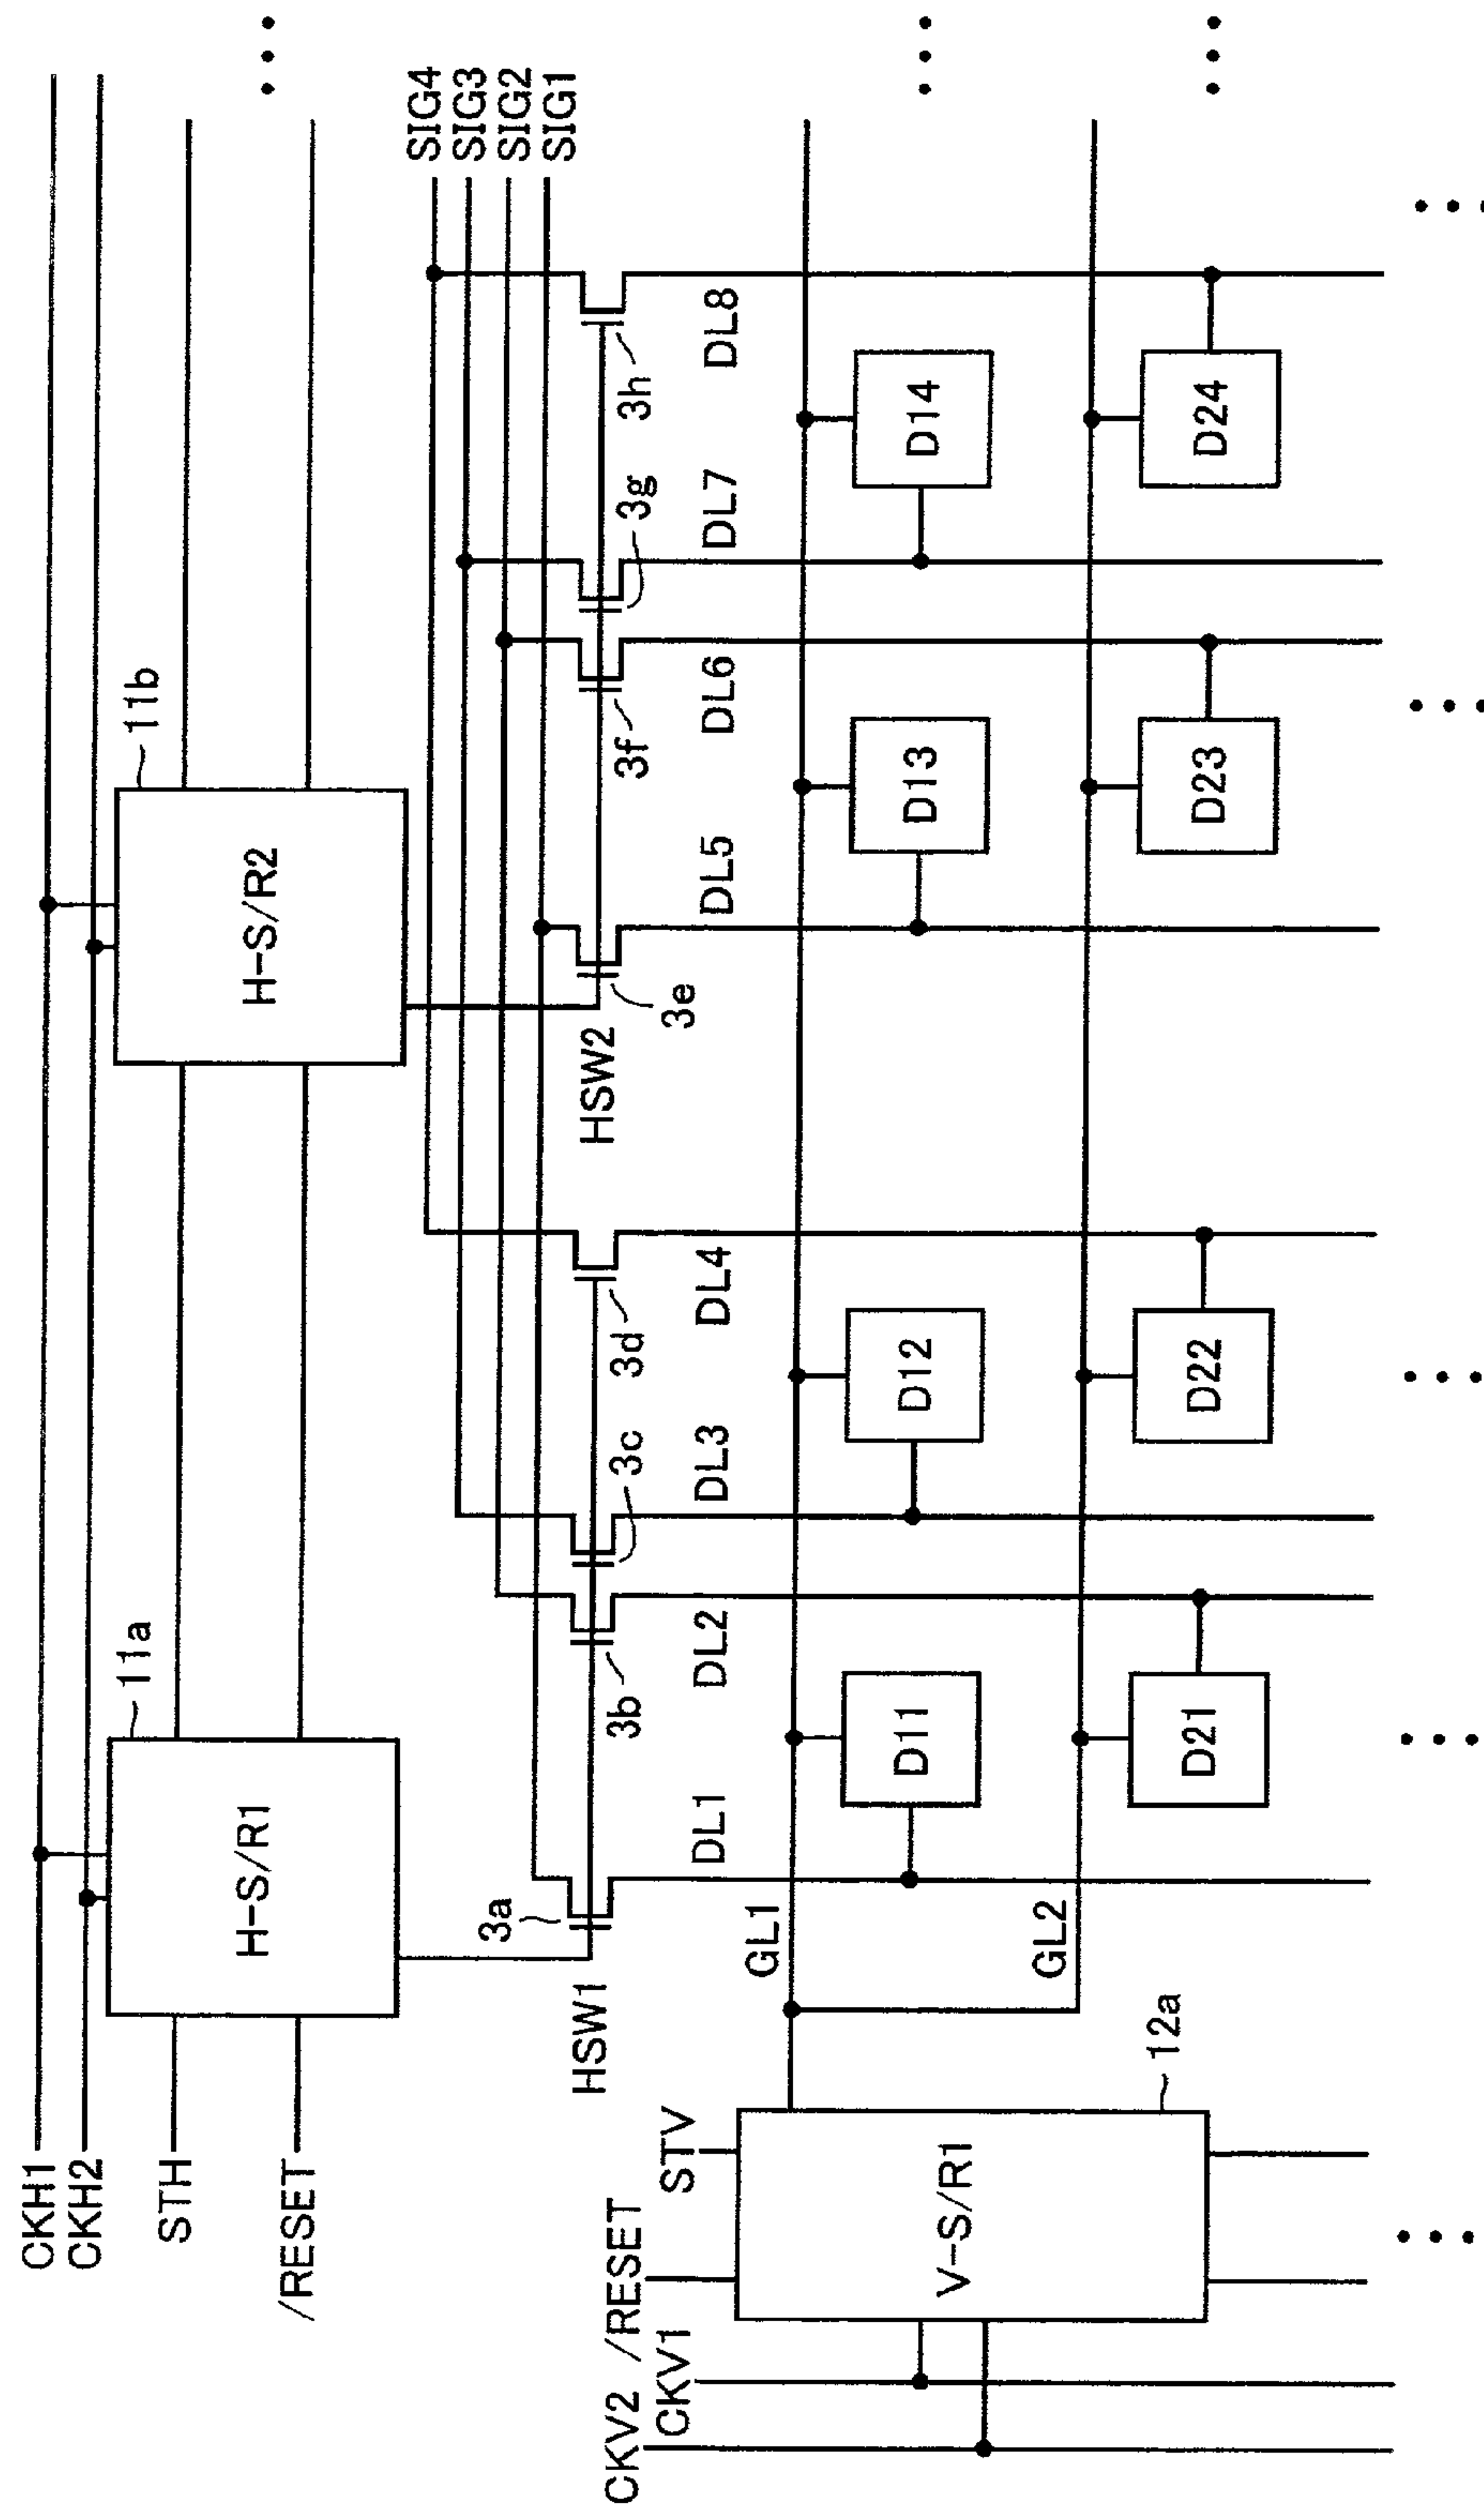 CKH1
CKH2
STH
/RESET
H-S/R1
11a
H-S/R2
11b
SIG4
SIG3
SIG2
SIG1
HSW1
3a
3b
3c
3d
HSW2
3e
3f
3g
3h
DL1
DL2
DL3
DL4
DL5
DL6
DL7
DL8
CKV2
/RESET
CKV1
STV
V-S/R1
12a
GL1
D11
D12
D13
D14
GL2
D21
D22
D23
D24